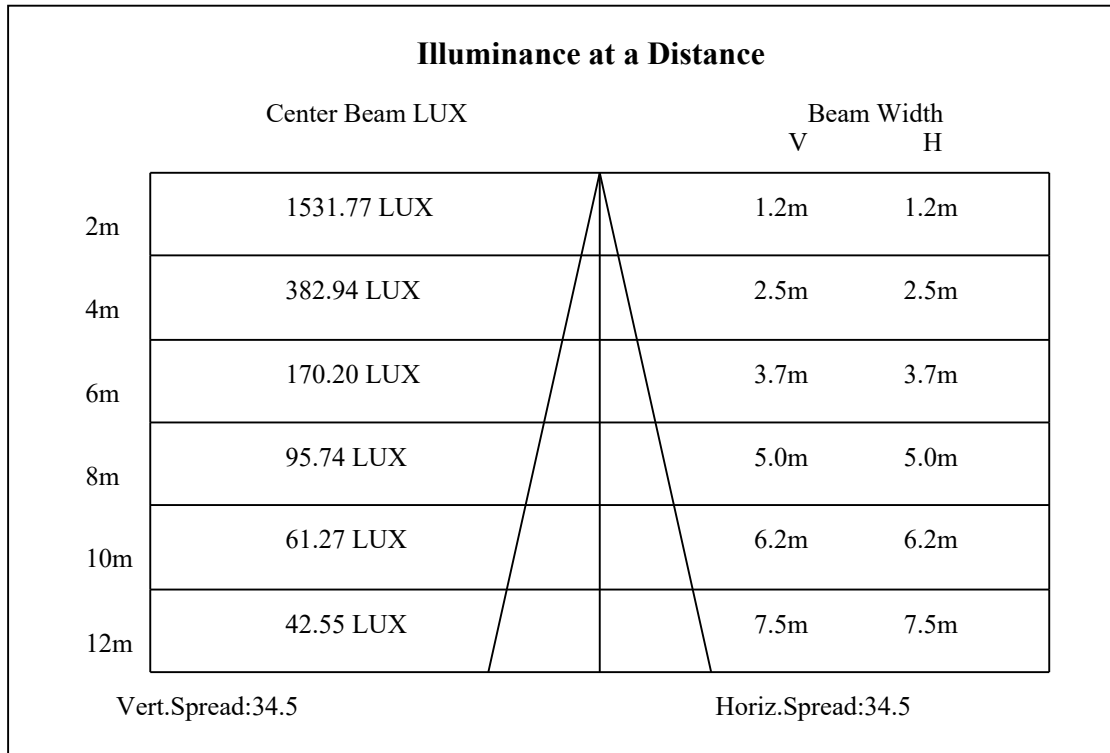 Illuminance at a Distance
Center Beam LUX Beam Width
V H
2m 1531.77 LUX 1.2m 1.2m
4m 382.94 LUX 2.5m 2.5m
6m 170.20 LUX 3.7m 3.7m
8m 95.74 LUX 5.0m 5.0m
10m 61.27 LUX 6.2m 6.2m
12m 42.55 LUX 7.5m 7.5m
Vert.Spread:34.5 Horiz.Spread:34.5